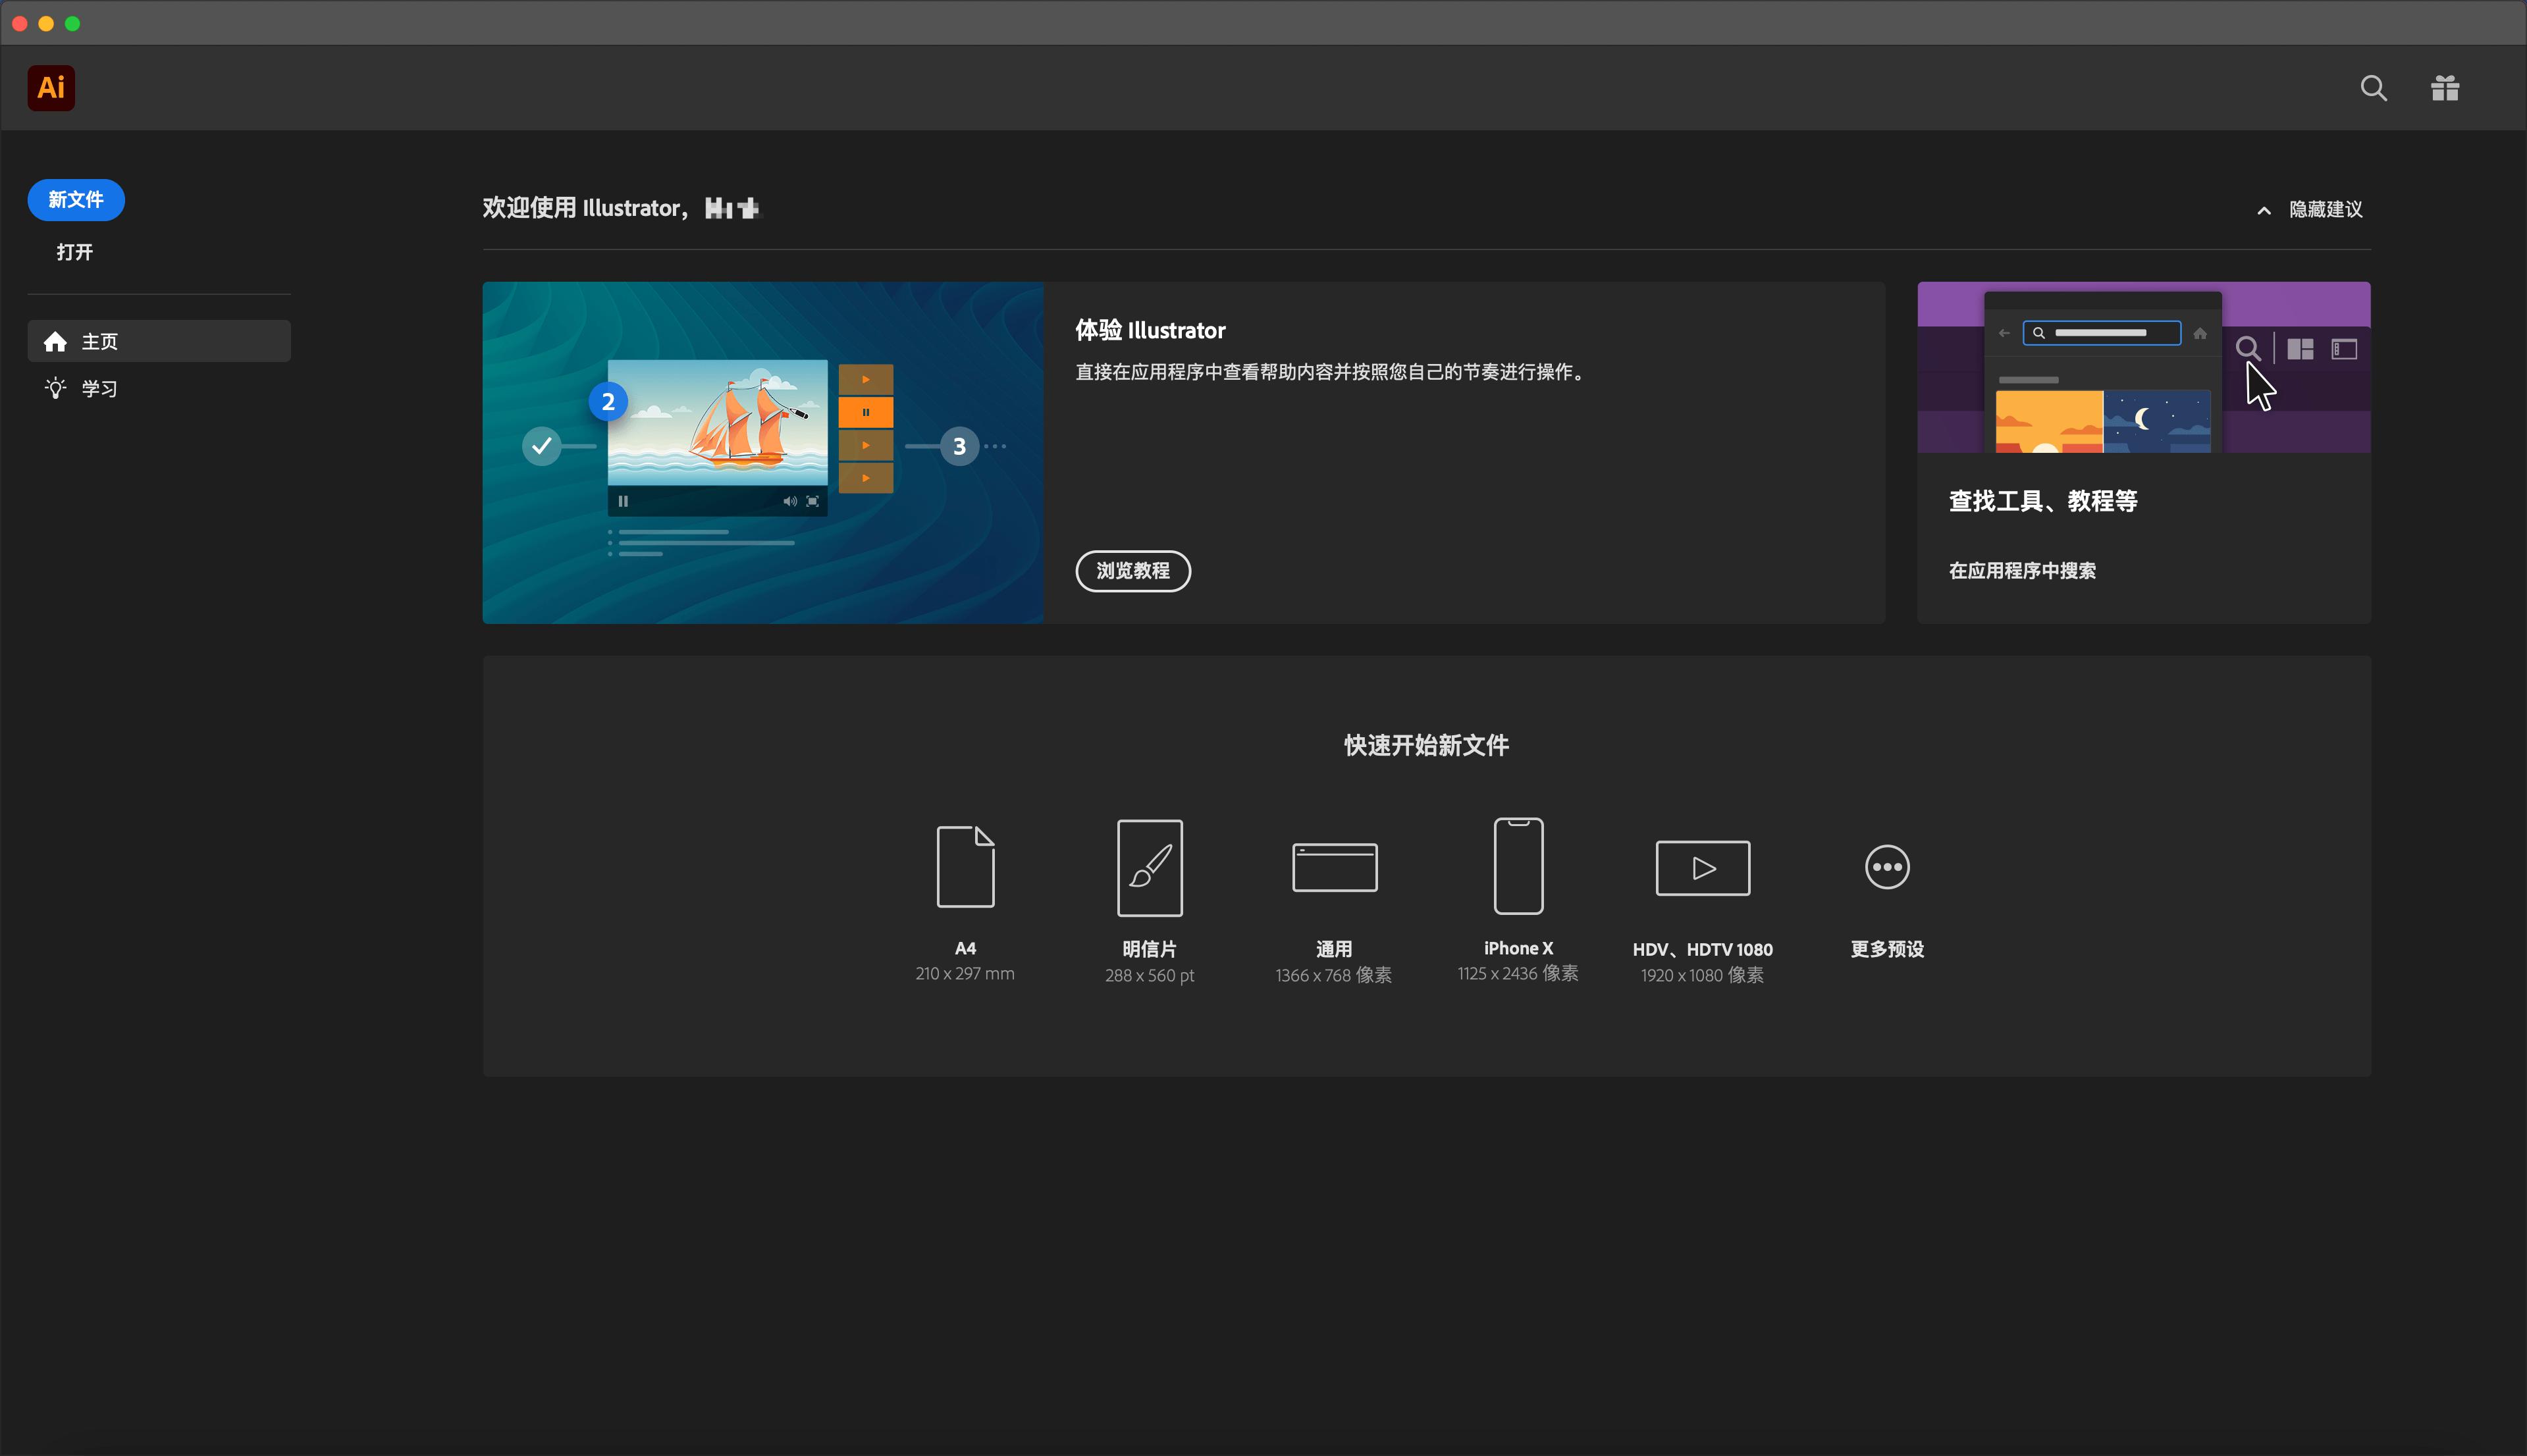 Ai
新文件
打开
主页
学习
欢迎使用 Illustrator，
隐藏建议
2
3
体验 Illustrator
直接在应用程序中查看帮助内容并按照您自己的节奏进行操作。
浏览教程
查找工具、教程等
在应用程序中搜索
快速开始新文件
A4
210 x 297 mm
明信片
288 x 560 pt
通用
1366 x 768 像素
iPhone X
1125 x 2436 像素
HDV、HDTV 1080
1920 x 1080 像素
更多预设